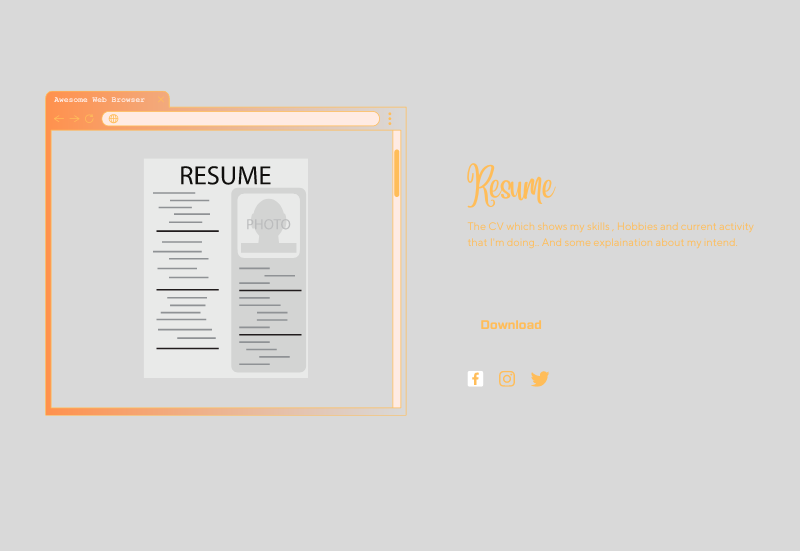 Awesome Web Browser
RESUME
PHOTO
Resume
The CV which shows my skills , Hobbies and current activity
that I'm doing. And some explaination about my intend.
Download